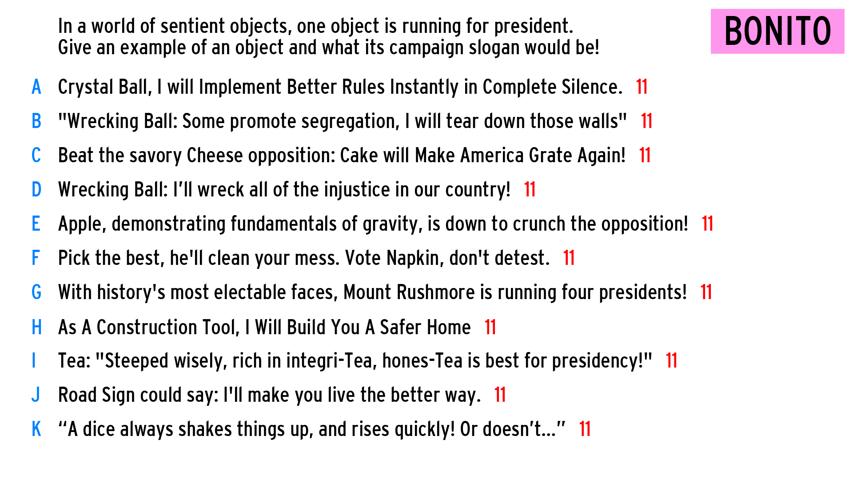 In a world of sentient objects, one object is running for president.
Give an example of an object and what its campaign slogan would be!
BONITO
A Crystal Ball, I will Implement Better Rules Instantly in Complete Silence. 11
B "Wrecking Ball: Some promote segregation, I will tear down those walls" 11
C Beat the savory Cheese opposition: Cake will Make America Grate Again! 11
D Wrecking Ball: I’ll wreck all of the injustice in our country! 11
E Apple, demonstrating fundamentals of gravity, is down to crunch the opposition! 11
F Pick the best, he'll clean your mess. Vote Napkin, don't detest. 11
G With history's most electable faces, Mount Rushmore is running four presidents! 11
H As A Construction Tool, I Will Build You A Safer Home 11
I Tea: "Steeped wisely, rich in integri-Tea, hones-Tea is best for presidency!" 11
J Road Sign could say: I'll make you live the better way. 11
K “A dice always shakes things up, and rises quickly! Or doesn’t...” 11